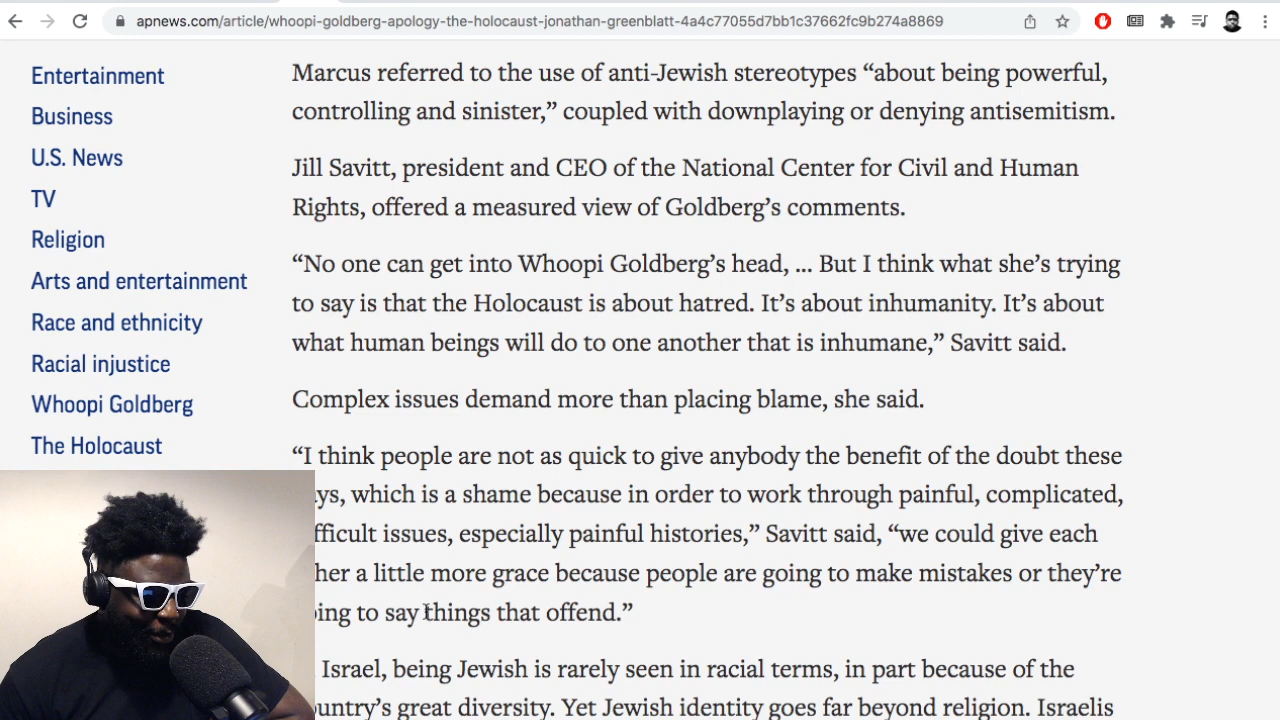 apnews.com/article/whoopi-goldberg-apology-the-holocaust-jonathan-greenblatt-4a4c77055d7bb1c37662fc9b274a8869
Entertainment
Business
U.S. News
TV
Religion
Arts and entertainment
Race and ethnicity
Racial injustice
Whoopi Goldberg
The Holocaust
Marcus referred to the use of anti-Jewish stereotypes “about being powerful,
controlling and sinister,” coupled with downplaying or denying antisemitism.
Jill Savitt, president and CEO of the National Center for Civil and Human
Rights, offered a measured view of Goldberg’s comments.
“No one can get into Whoopi Goldberg’s head, ... But I think what she’s trying
to say is that the Holocaust is about hatred. It’s about inhumanity. It’s about
what human beings will do to one another that is inhumane,” Savitt said.
Complex issues demand more than placing blame, she said.
“I think people are not as quick to give anybody the benefit of the doubt these
which is a shame because in order to work through painful, complicated,
issues, especially painful histories,” Savitt said, “we could give each
a little more grace because people are going to make mistakes or they’re
to say things that offend.”
Israel, being Jewish is rarely seen in racial terms, in part because of the
great diversity. Yet Jewish identity goes far beyond religion. Israelis